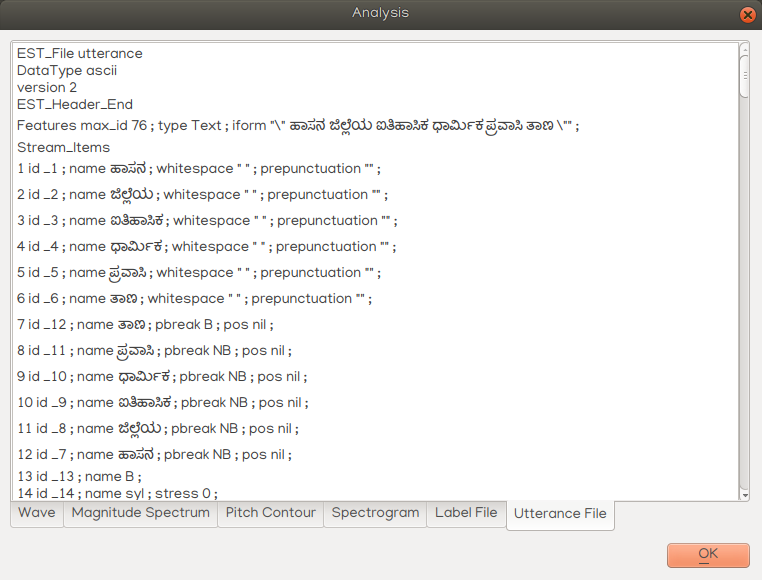 Analysis
EST_File utterance
DataType ascii
version 2
EST_Header_End
Features max_id 76 ; type Text ; iform "\" ಹಾಸನ ಜಿಲ್ಲೆಯ ಐತಿಹಾಸಿಕ ಧಾರ್ಮಿಕ ಪ್ರವಾಸಿ ತಾಣ \"" ;
Stream_Items
1 id _1 ; name ಹಾಸನ ; whitespace " " ; prepunctuation "" ;
2 id _2 ; name ಜಿಲ್ಲೆಯ ; whitespace " " ; prepunctuation "" ;
3 id _3 ; name ಐತಿಹಾಸಿಕ ; whitespace " " ; prepunctuation "" ;
4 id _4 ; name ಧಾರ್ಮಿಕ ; whitespace " " ; prepunctuation "" ;
5 id _5 ; name ಪ್ರವಾಸಿ ; whitespace " " ; prepunctuation "" ;
6 id _6 ; name ತಾಣ ; whitespace " " ; prepunctuation "" ;
7 id _12 ; name ತಾಣ ; pbreak B ; pos nil ;
8 id _11 ; name ಪ್ರವಾಸಿ ; pbreak NB ; pos nil ;
9 id _10 ; name ಧಾರ್ಮಿಕ ; pbreak NB ; pos nil ;
10 id _9 ; name ಐತಿಹಾಸಿಕ ; pbreak NB ; pos nil ;
11 id _8 ; name ಜಿಲ್ಲೆಯ ; pbreak NB ; pos nil ;
12 id _7 ; name ಹಾಸನ ; pbreak NB ; pos nil ;
13 id _13 ; name B ;
14 id _14 ; name syl ; stress 0 ;
Wave Magnitude Spectrum Pitch Contour Spectrogram Label File Utterance File
OK